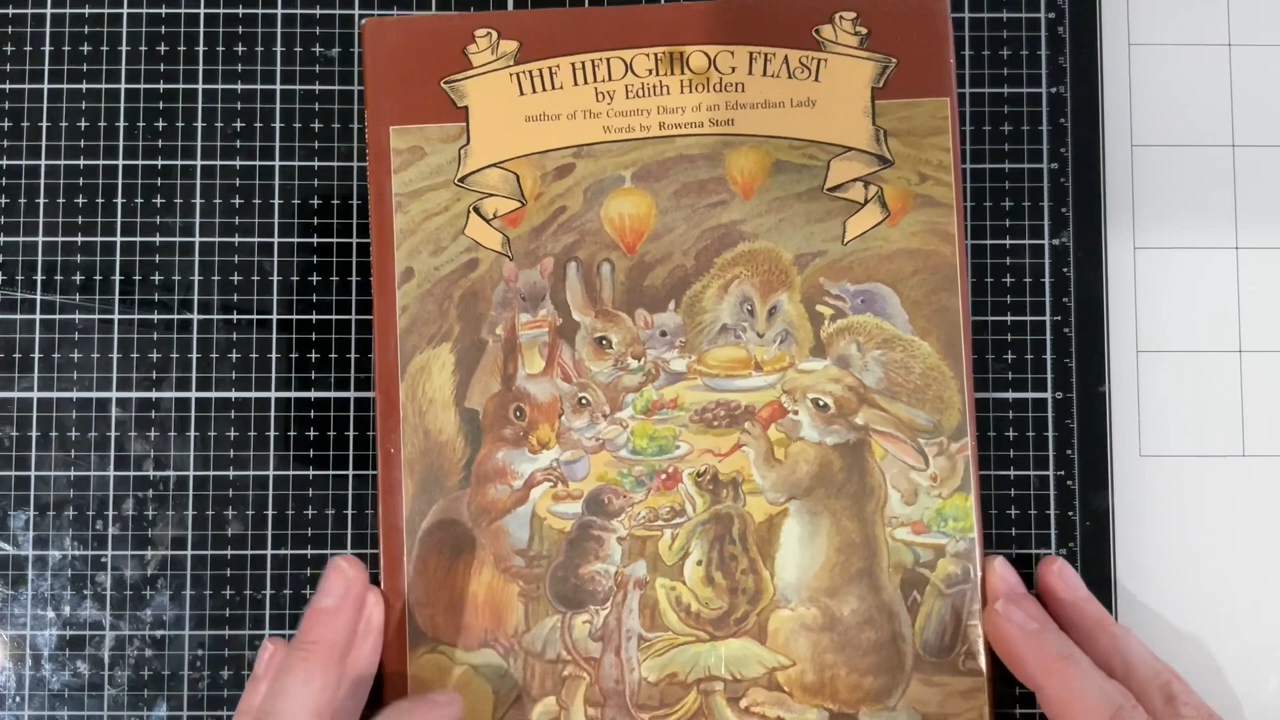 THE HEDGEHOG FEAST
by Edith Holden
author of The Country Diary of an Edwardian Lady
Words by Rowena Stott